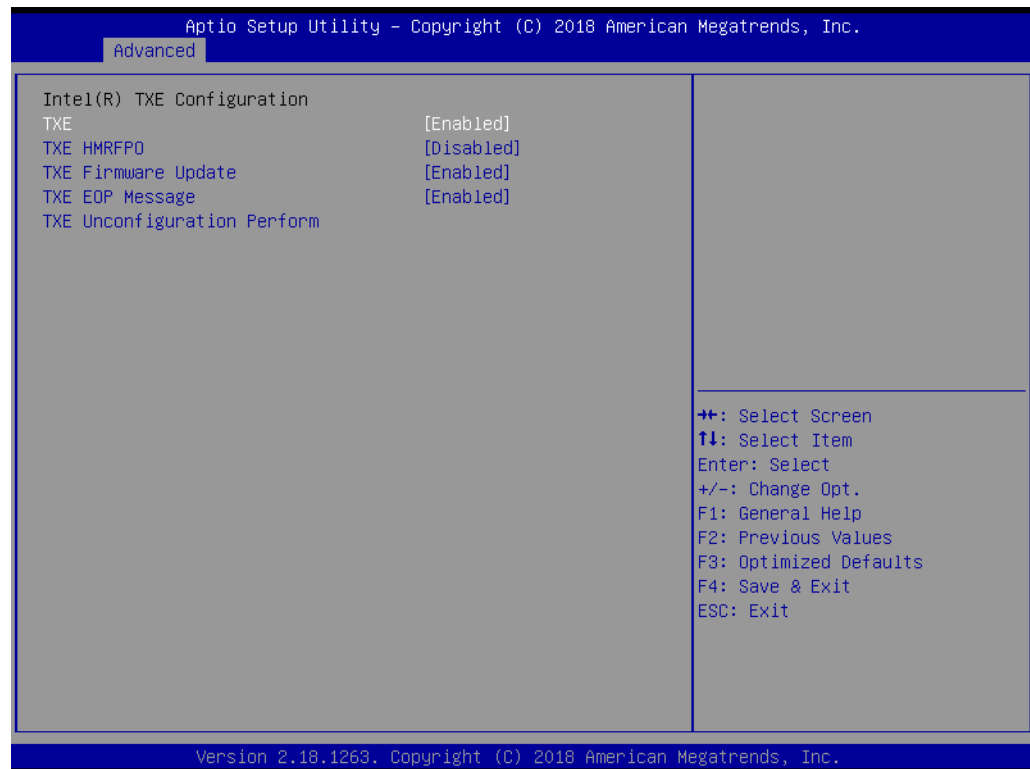 Aptio Setup Utility – Copyright (C) 2018 American Megatrends, Inc.
Advanced
Intel(R) TXE Configuration
TXE [Enabled]
TXE HMRFPO [Disabled]
TXE Firmware Update [Enabled]
TXE EOP Message [Enabled]
TXE Unconfiguration Perform
→←: Select Screen
↑↓: Select Item
Enter: Select
+/-: Change Opt.
F1: General Help
F2: Previous Values
F3: Optimized Defaults
F4: Save & Exit
ESC: Exit
Version 2.18.1263. Copyright (C) 2018 American Megatrends, Inc.